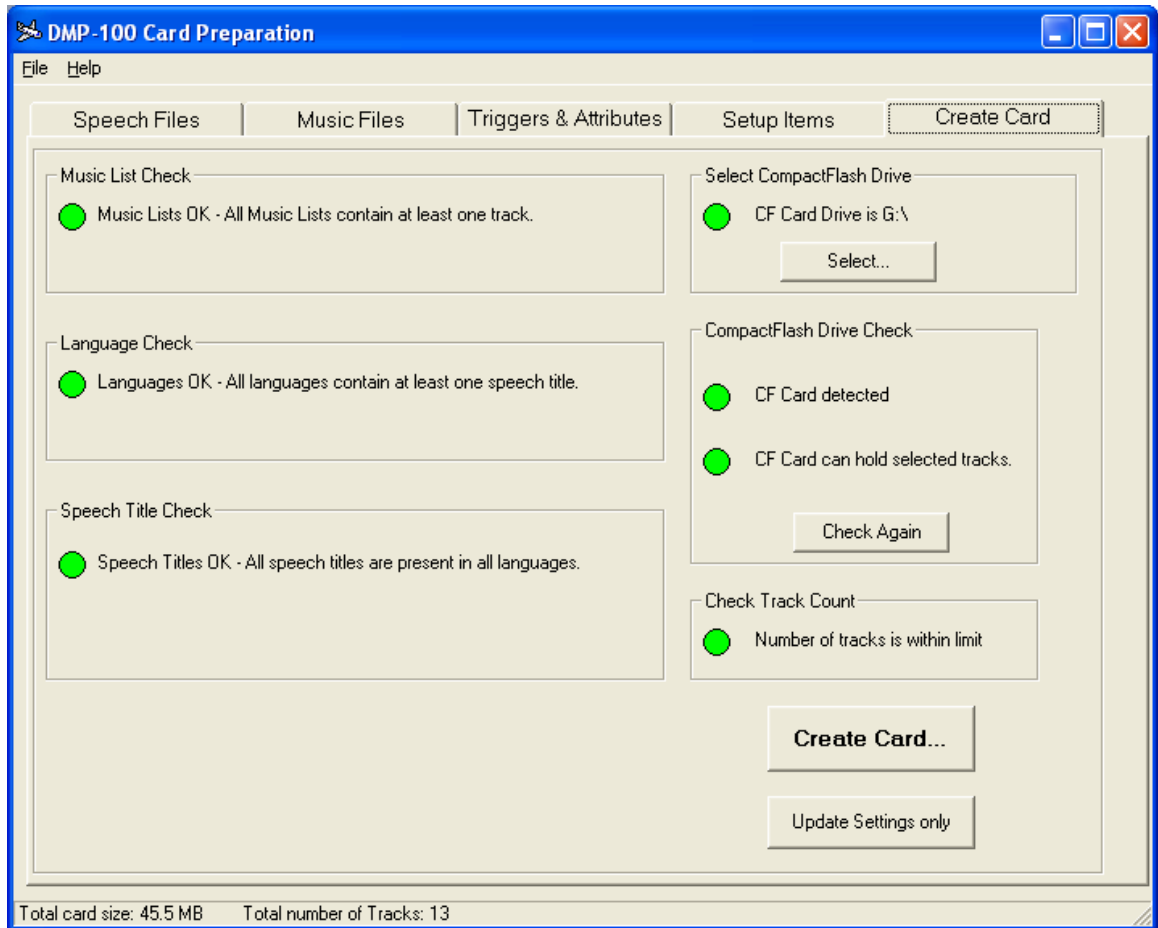 DMP-100 Card Preparation
File Help
Speech Files Music Files Triggers & Attributes Setup Items Create Card
Music List Check
Music Lists OK - All Music Lists contain at least one track.
Language Check
Languages OK - All languages contain at least one speech title.
Speech Title Check
Speech Titles OK - All speech titles are present in all languages.
Select CompactFlash Drive
CF Card Drive is G:\
Select...
CompactFlash Drive Check
CF Card detected
CF Card can hold selected tracks.
Check Again
Check Track Count
Number of tracks is within limit
Create Card...
Update Settings only
Total card size: 45.5 MB Total number of Tracks: 13